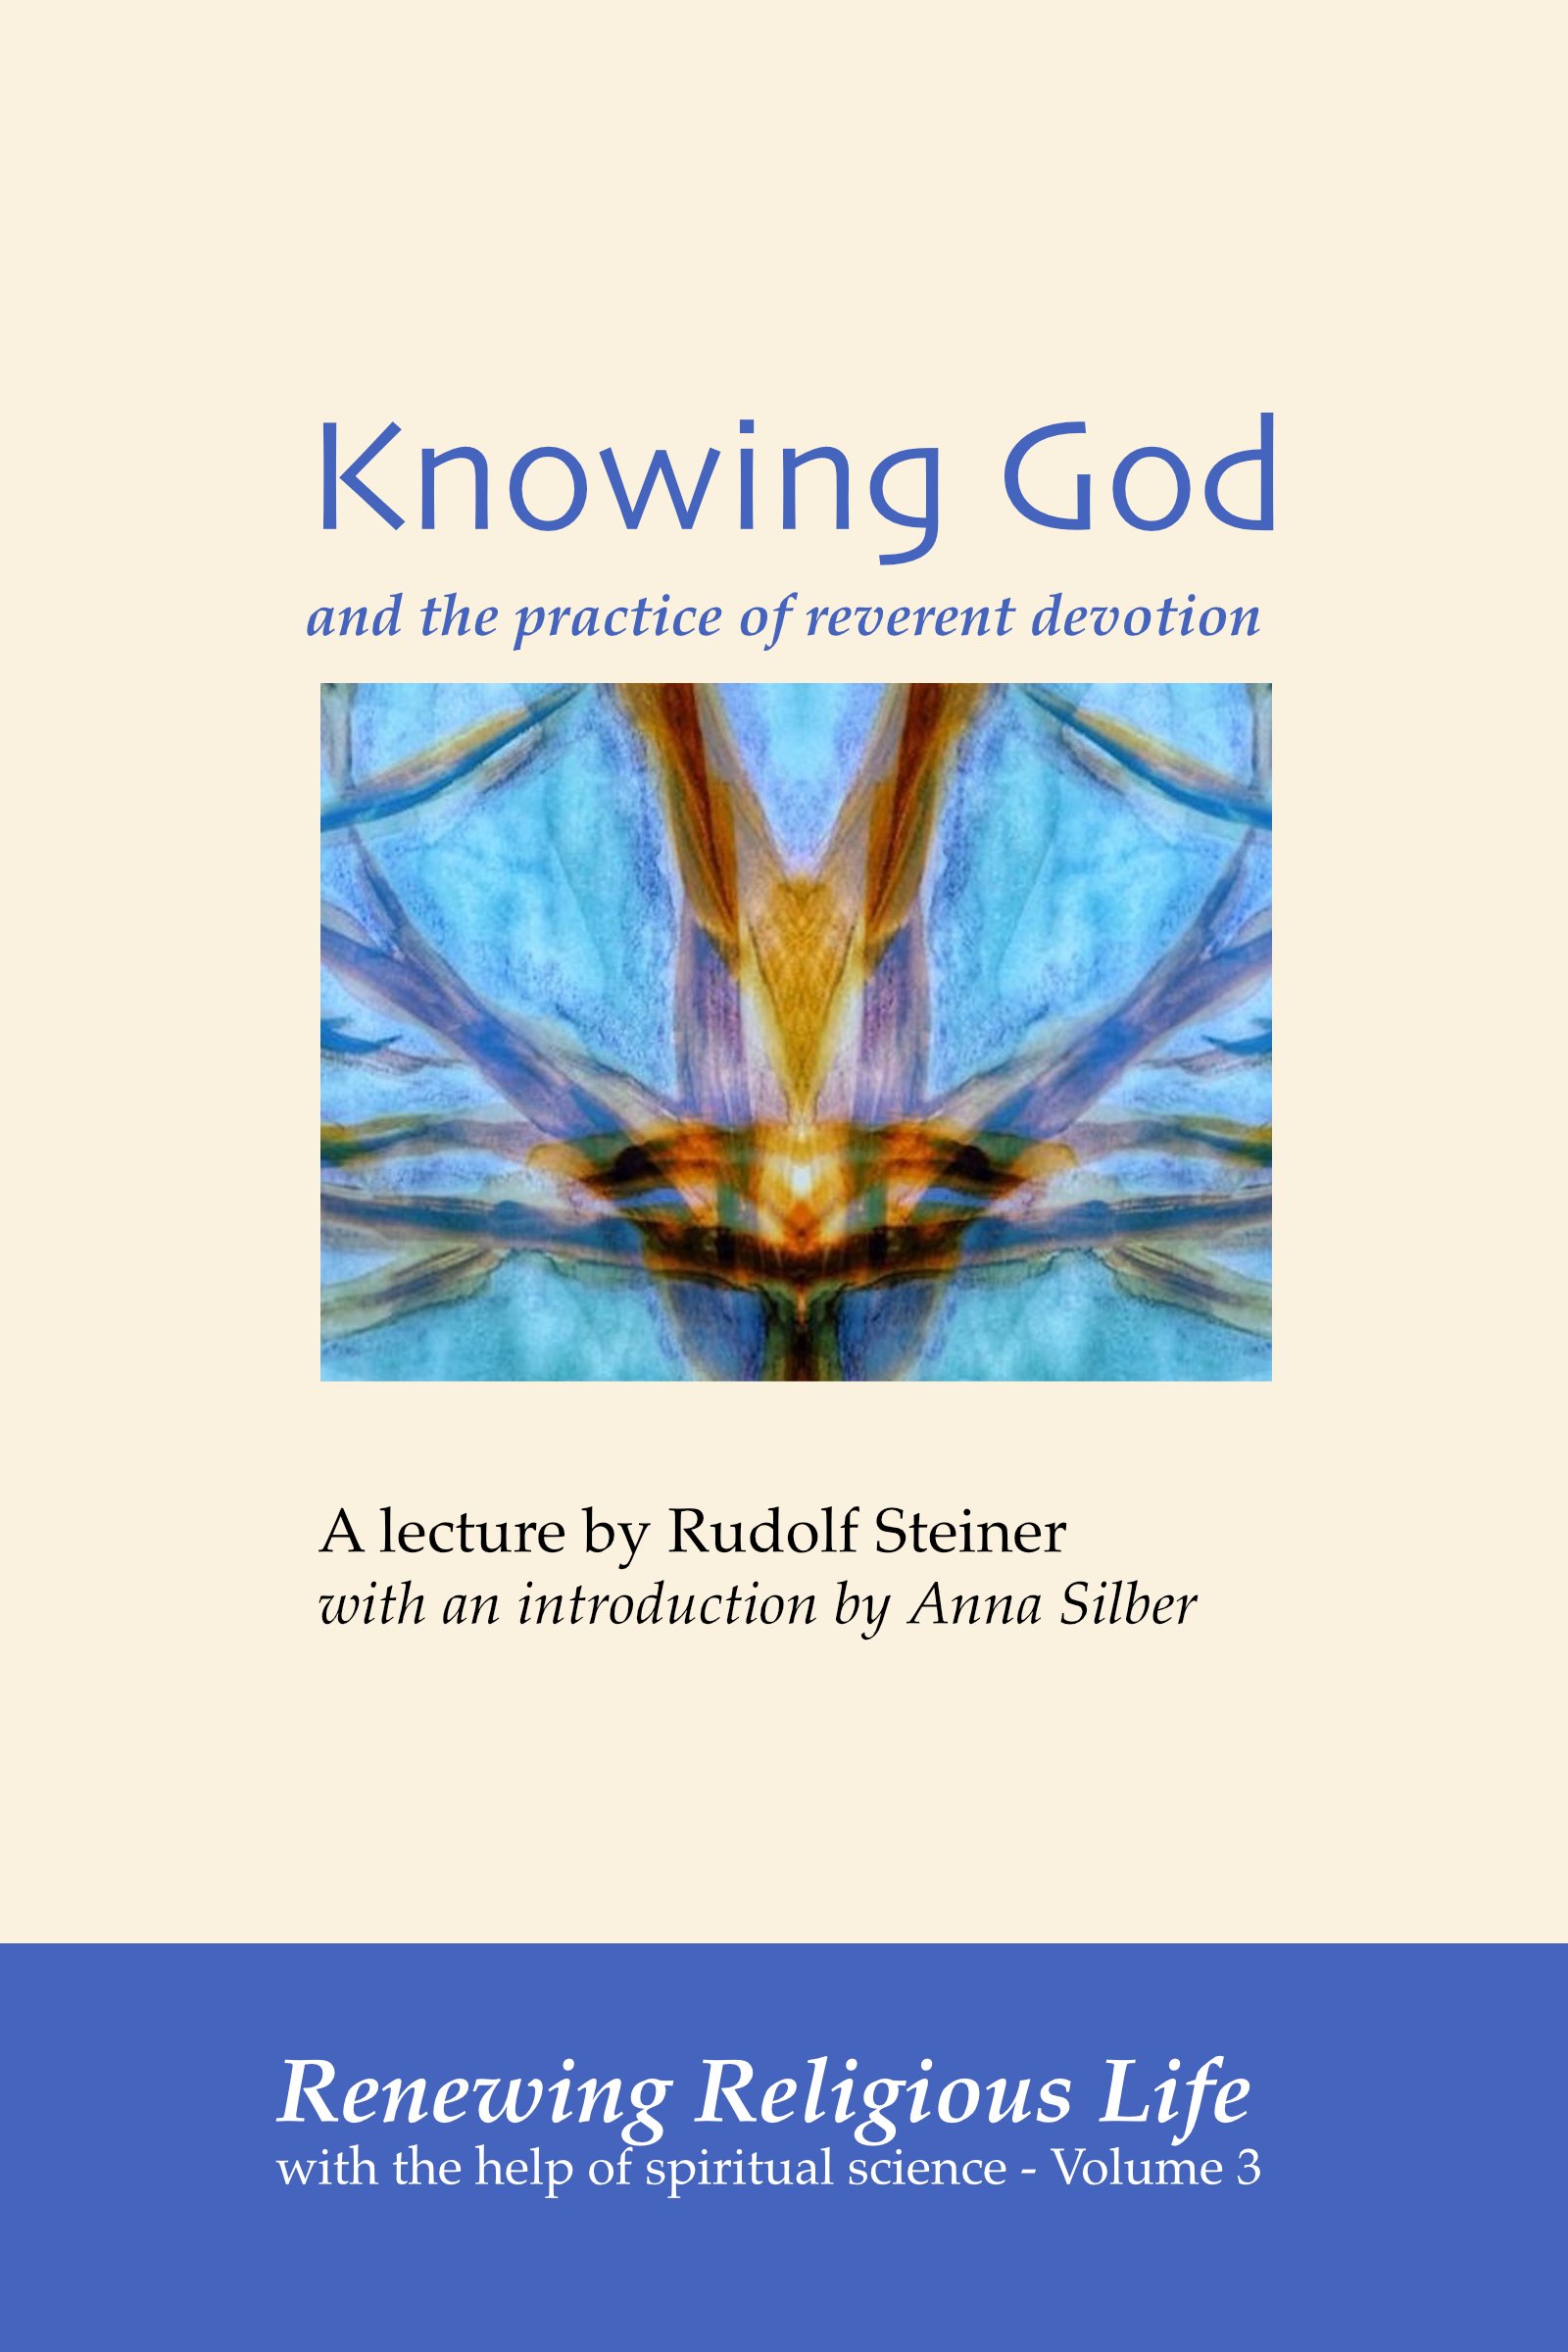 Knowing God
and the practice of reverent devotion
A lecture by Rudolf Steiner
with an introduction by Anna Silber
Renewing Religious Life
with the help of spiritual science - Volume 3